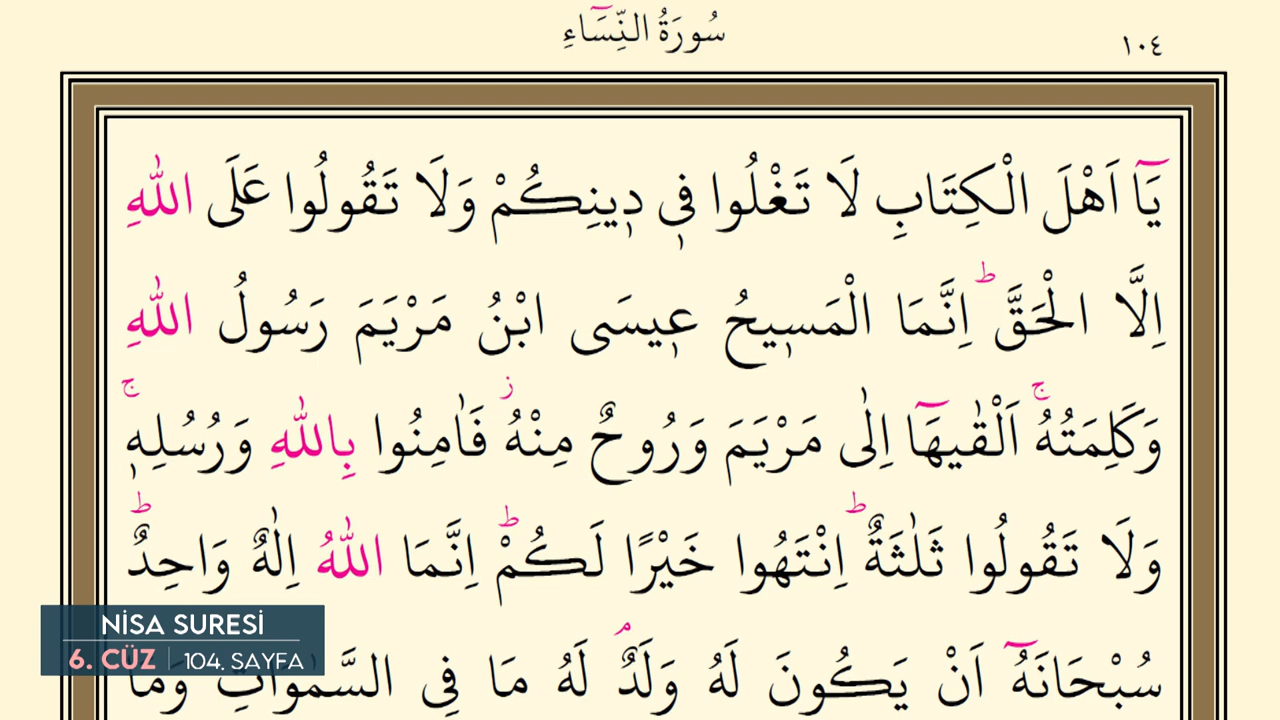 سُورَةُ النِّسَٓاءِ
١٠٤
يَٓا اَهْلَ الْكِتَابِ لَا تَغْلُوا فٖي دٖينِكُمْ وَلَا تَقُولُوا عَلَى اللّٰهِ
اِلَّا الْحَقَّؕ اِنَّمَا الْمَسٖيحُ عٖيسَى ابْنُ مَرْيَمَ رَسُولُ اللّٰهِ
وَكَلِمَتُهُۚ اَلْقٰيهَٓا اِلٰى مَرْيَمَ وَرُوحٌ مِنْهُؗ فَاٰمِنُوا بِاللّٰهِ وَرُسُلِهٖۚ
وَلَا تَقُولُوا ثَلٰثَةٌؕ اِنْتَهُوا خَيْرًا لَكُمْؕ اِنَّمَا اللّٰهُ اِلٰهٌ وَاحِدٌؕ
سُبْحَانَهُٓ اَنْ يَكُونَ لَهُ وَلَدٌۢ لَهُ مَا فِي السَّمٰوَاتِ وَمَا
NİSA SURESİ
6. CÜZ | 104. SAYFA